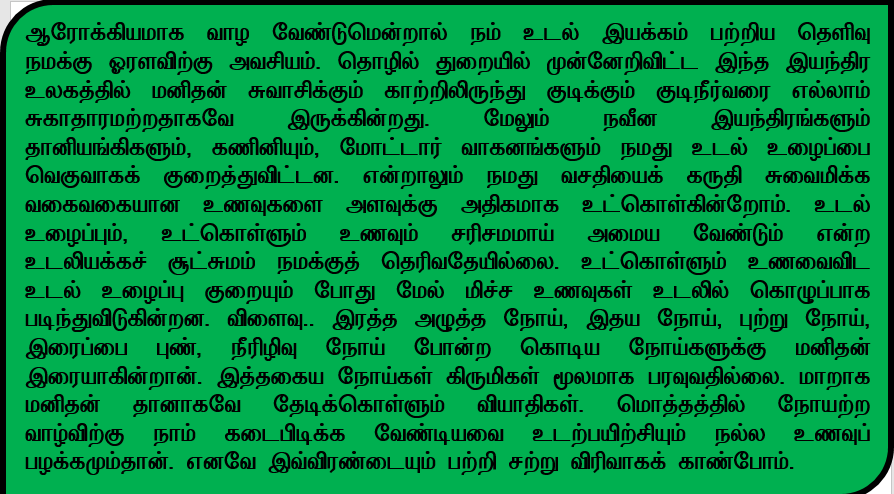 ஆரோக்கியமாக வாழ வேண்டுமென்றால் நம் உடல் இயக்கம் பற்றிய தெளிவு
நமக்கு ஓரளவிற்கு அவசியம். தொழில் துறையில் முன்னேறிவிட்ட இந்த இயந்திர
உலகத்தில் மனிதன் சுவாசிக்கும் காற்றிலிருந்து குடிக்கும் குடிநீர்வரை எல்லாம்
சுகாதாரமற்றதாகவே இருக்கின்றது. மேலும் நவீன இயந்திரங்களும்
தானியங்கிகளும், கணினியும், மோட்டார் வாகனங்களும் நமது உடல் உழைப்பை
வெகுவாகக் குறைத்துவிட்டன. என்றாலும் நமது வசதியைக் கருதி சுவைமிக்க
வகைவகையான உணவுகளை அளவுக்கு அதிகமாக உட்கொள்கின்றோம். உடல்
உழைப்பும், உட்கொள்ளும் உணவும் சரிசமமாய் அமைய வேண்டும் என்ற
உடலியக்கச் சூட்சுமம் நமக்குத் தெரிவதேயில்லை. உட்கொள்ளும் உணவைவிட
உடல் உழைப்பு குறையும் போது மேல் மிச்ச உணவுகள் உடலில் கொழுப்பாக
படிந்துவிடுகின்றன. விளைவு.. இரத்த அழுத்த நோய், இதய நோய், புற்று நோய்,
இரைப்பை புண், நீரிழிவு நோய் போன்ற கொடிய நோய்களுக்கு மனிதன்
இரையாகின்றான். இத்தகைய நோய்கள் கிருமிகள் மூலமாக பரவுவதில்லை. மாறாக
மனிதன் தானாகவே தேடிக்கொள்ளும் வியாதிகள். மொத்தத்தில் நோயற்ற
வாழ்விற்கு நாம் கடைபிடிக்க வேண்டியவை உடற்பயிற்சியும் நல்ல உணவுப்
பழக்கமும்தான். எனவே இவ்விரண்டையும் பற்றி சற்று விரிவாகக் காண்போம்.